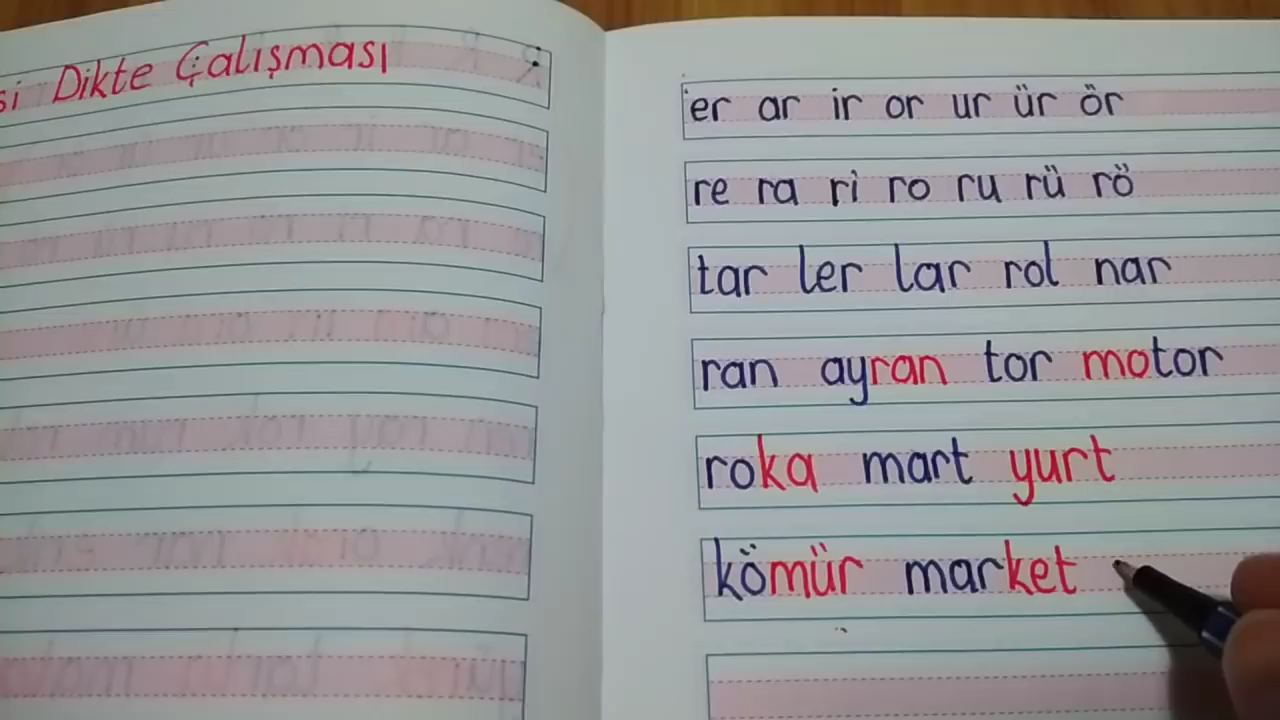 si Dikte Çalışması
er ar ir or ur ür ör
re ra ri ro ru rü rö
tar ler lar rol nar
ran ayran tor motor
roka mart yurt
kömür market